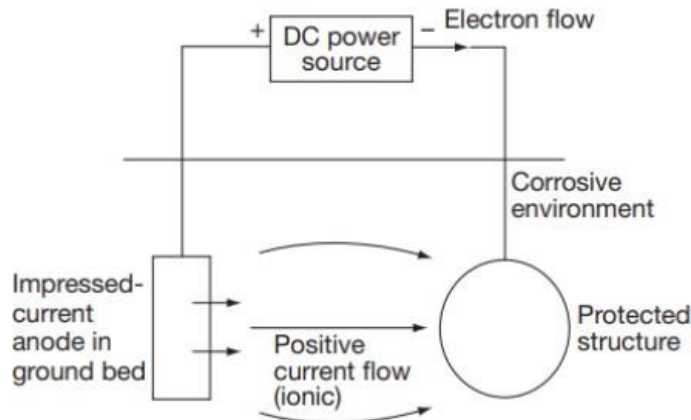 Electron flow
+
DC power
source
–
Corrosive
environment
Impressed-
current
anode in
ground bed
Positive
current flow
(ionic)
Protected
structure